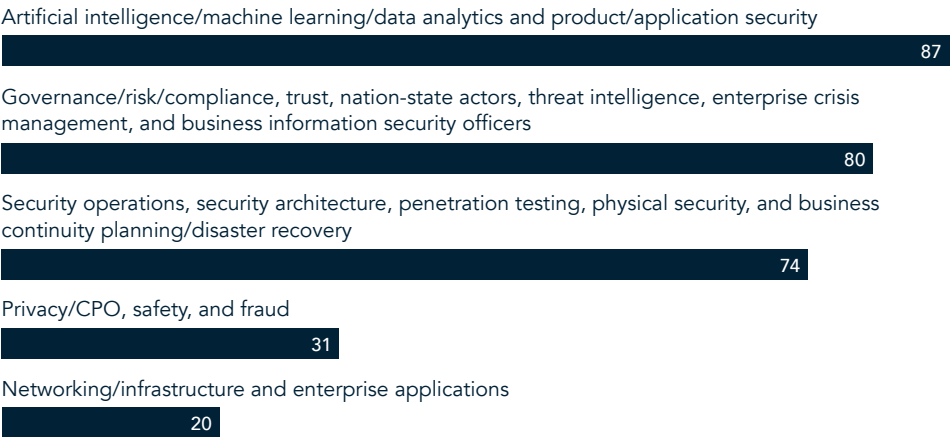 Artificial intelligence/machine learning/data analytics and product/application security
87
Governance/risk/compliance, trust, nation-state actors, threat intelligence, enterprise crisis
management, and business information security officers
80
Security operations, security architecture, penetration testing, physical security, and business
continuity planning/disaster recovery
74
Privacy/CPO, safety, and fraud
31
Networking/infrastructure and enterprise applications
20